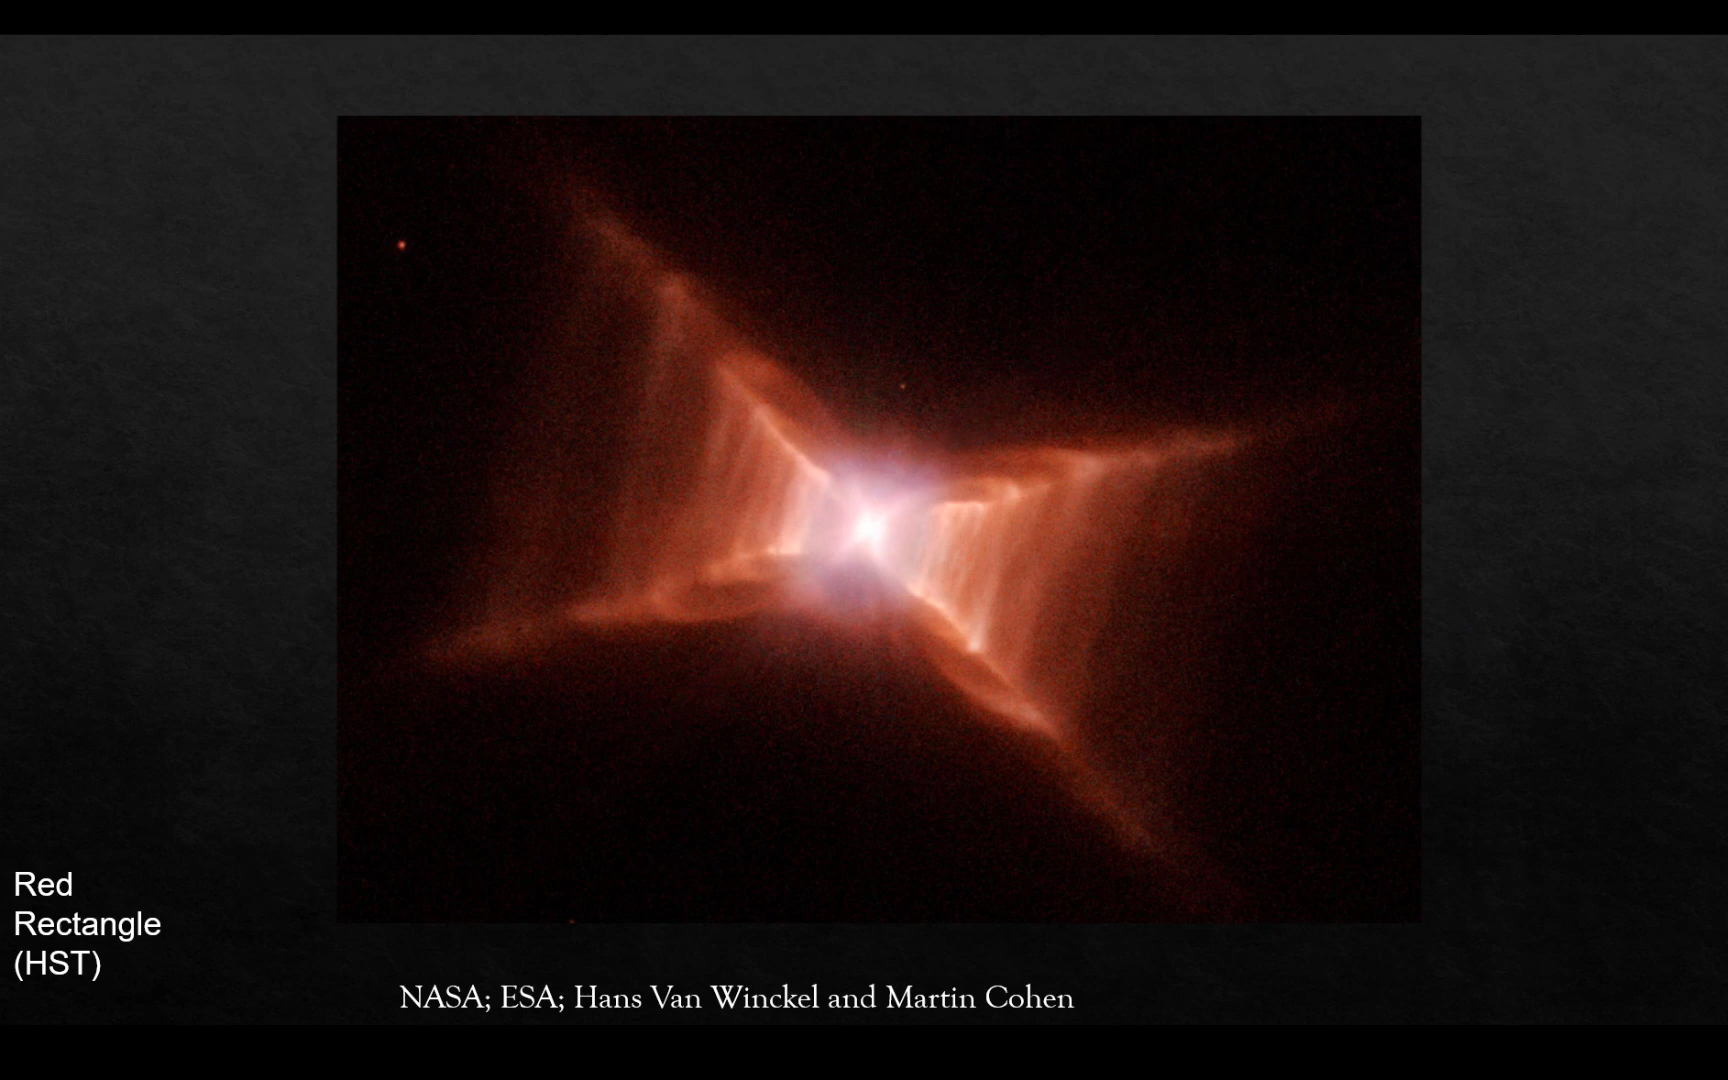 Red
Rectangle
(HST)
NASA; ESA; Hans Van Winckel and Martin Cohen